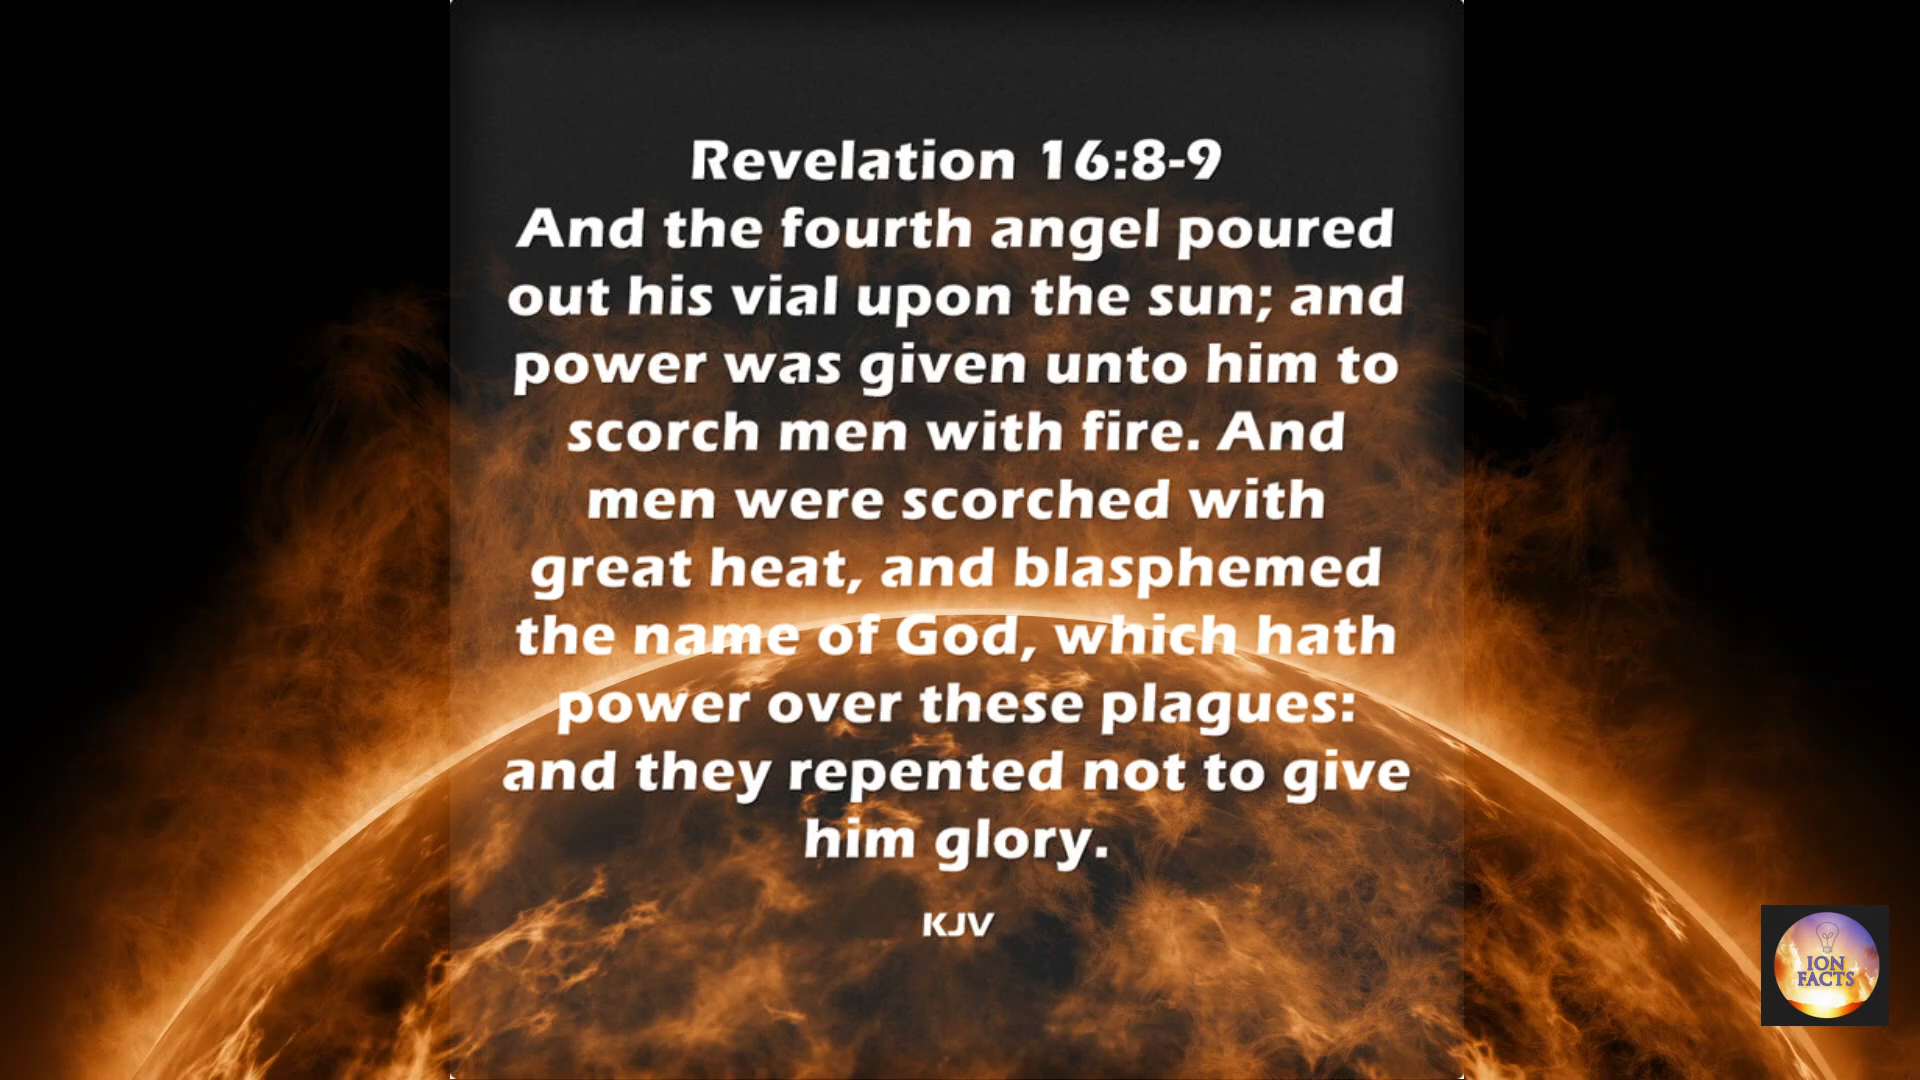 Revelation 16:8-9
And the fourth angel poured
out his vial upon the sun; and
power was given unto him to
scorch men with fire. And
men were scorched with
great heat, and blasphemed
the name of God, which hath
power over these plagues:
and they repented not to give
him glory.
KJV
ION
FACTS